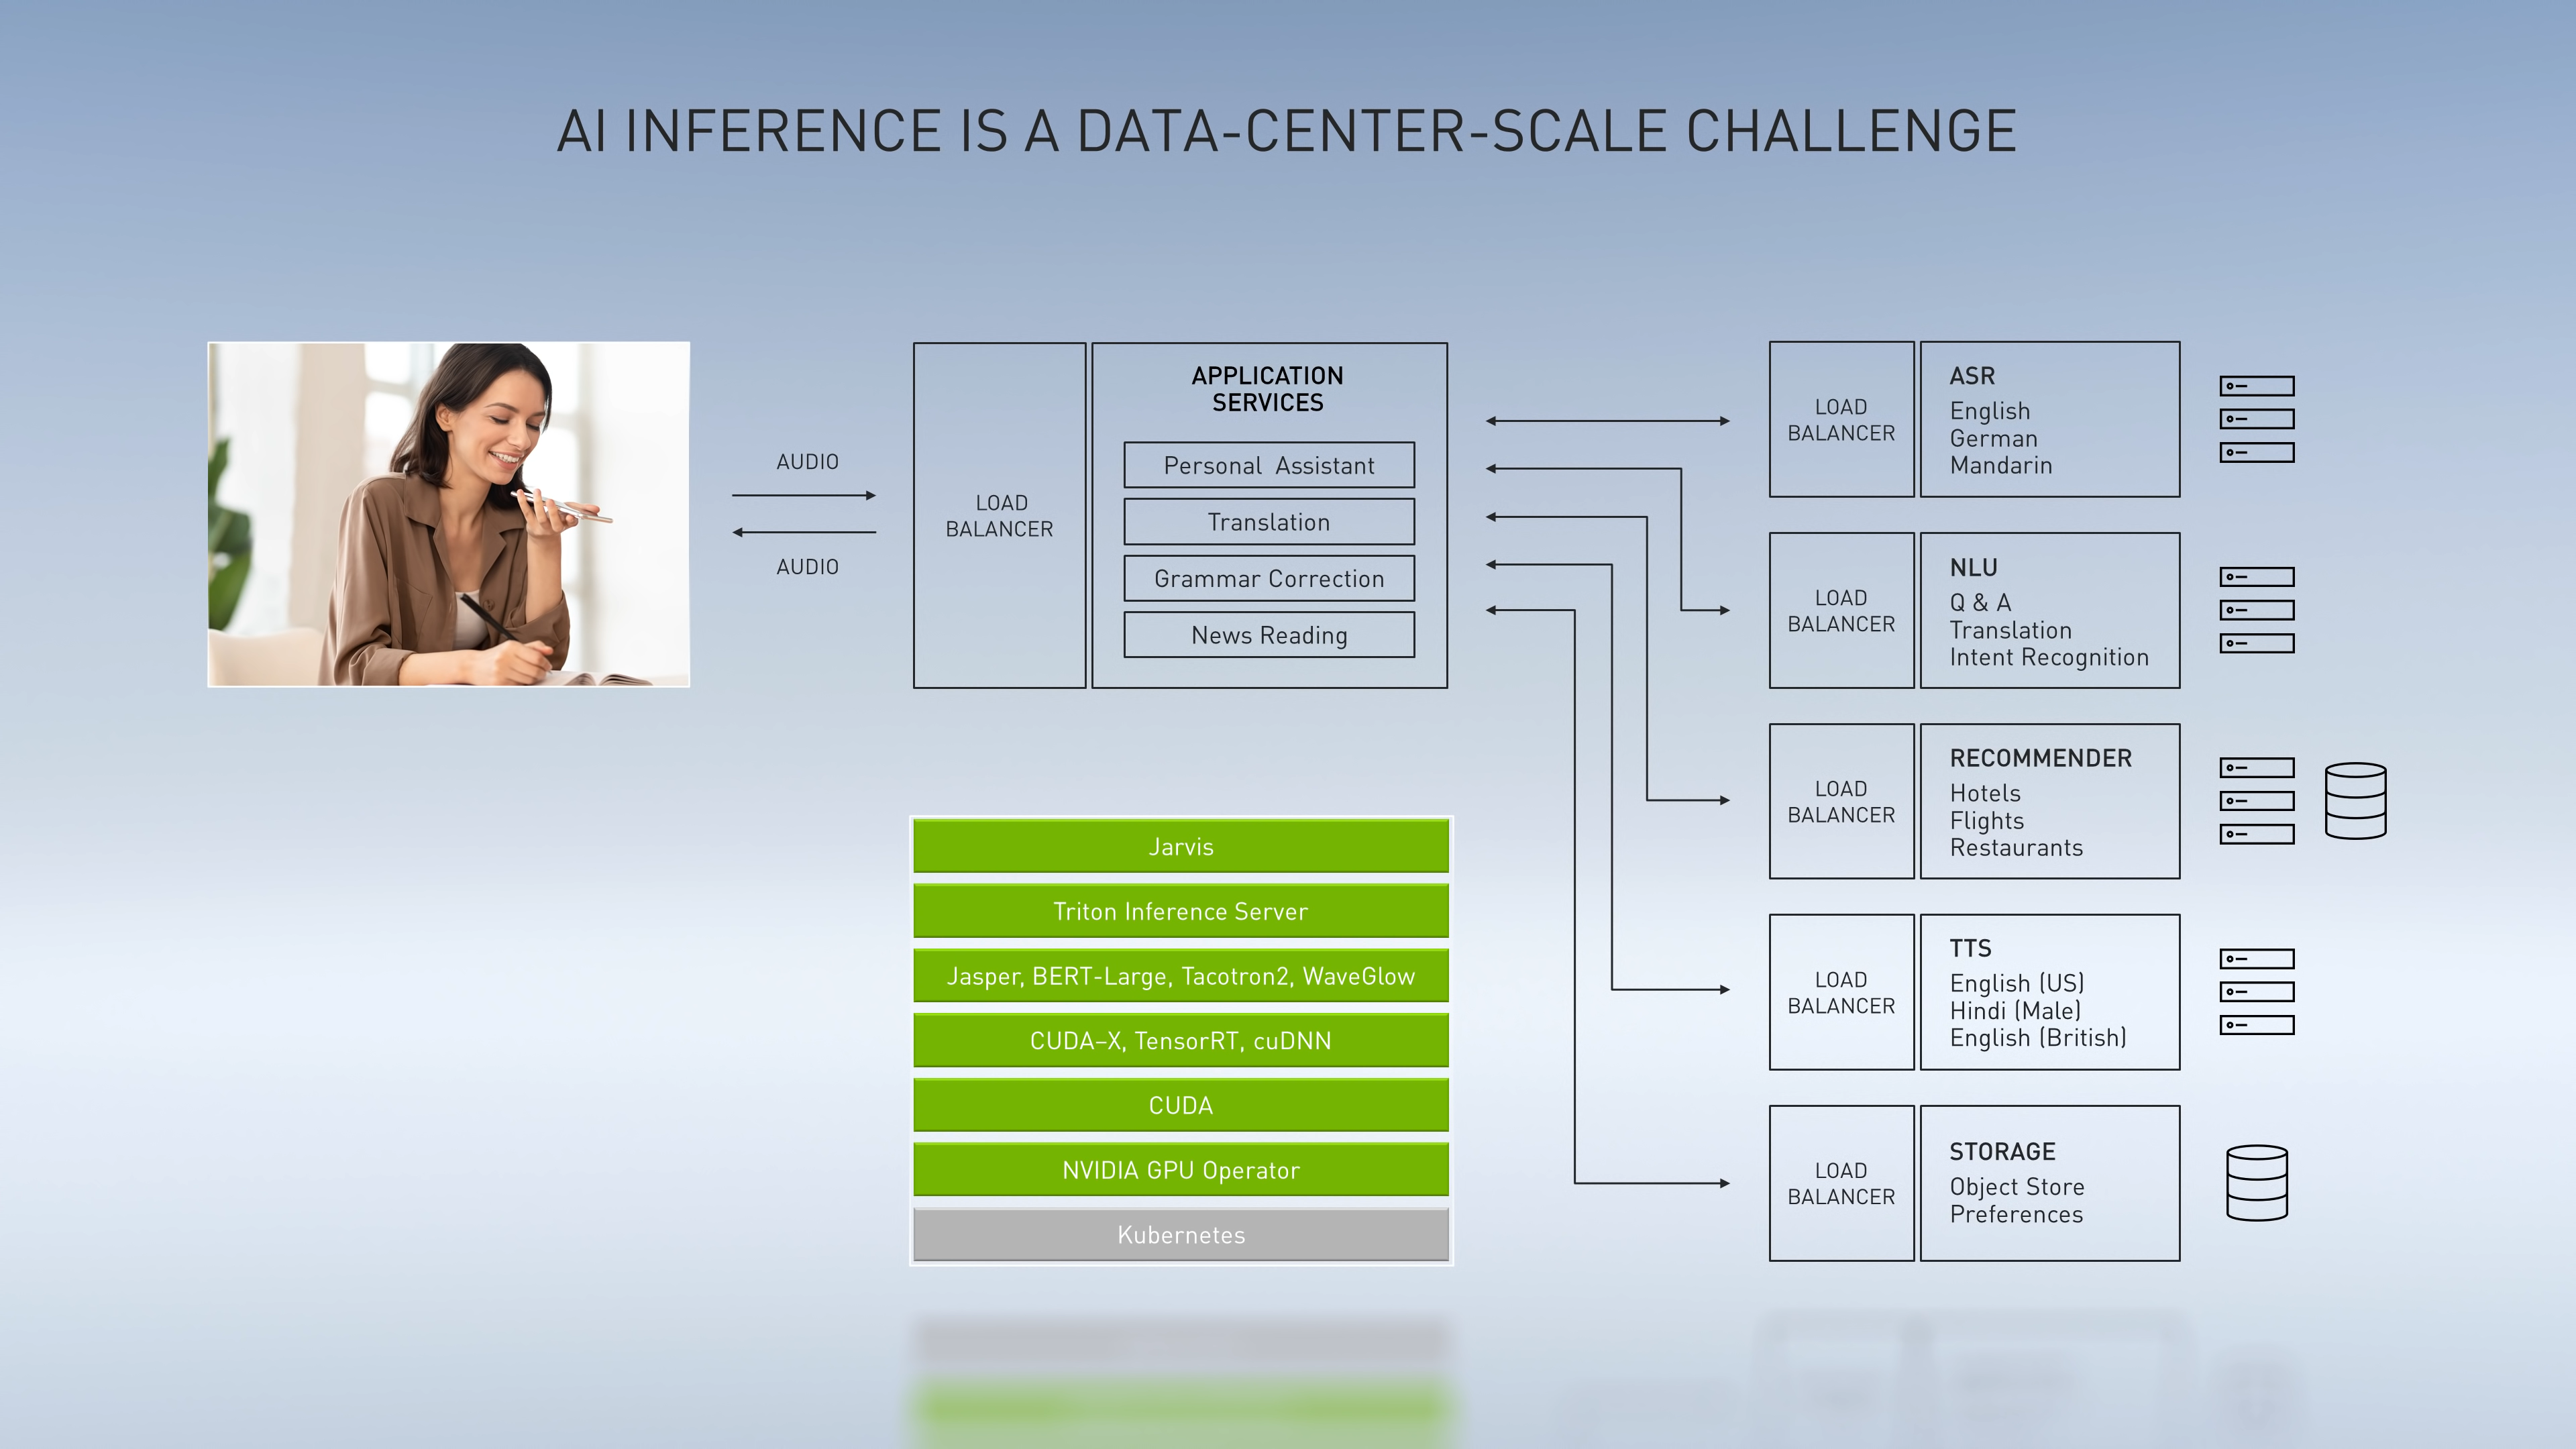 AI INFERENCE IS A DATA-CENTER-SCALE CHALLENGE
AUDIO
AUDIO
LOAD
BALANCER
APPLICATION
SERVICES
Personal Assistant
Translation
Grammar Correction
News Reading
LOAD
BALANCER
ASR
English
German
Mandarin
LOAD
BALANCER
NLU
Q & A
Translation
Intent Recognition
LOAD
BALANCER
RECOMMENDER
Hotels
Flights
Restaurants
LOAD
BALANCER
TTS
English (US)
Hindi (Male)
English (British)
LOAD
BALANCER
STORAGE
Object Store
Preferences
Jarvis
Triton Inference Server
Jasper, BERT-Large, Tacotron2, WaveGlow
CUDA–X, TensorRT, cuDNN
CUDA
NVIDIA GPU Operator
Kubernetes